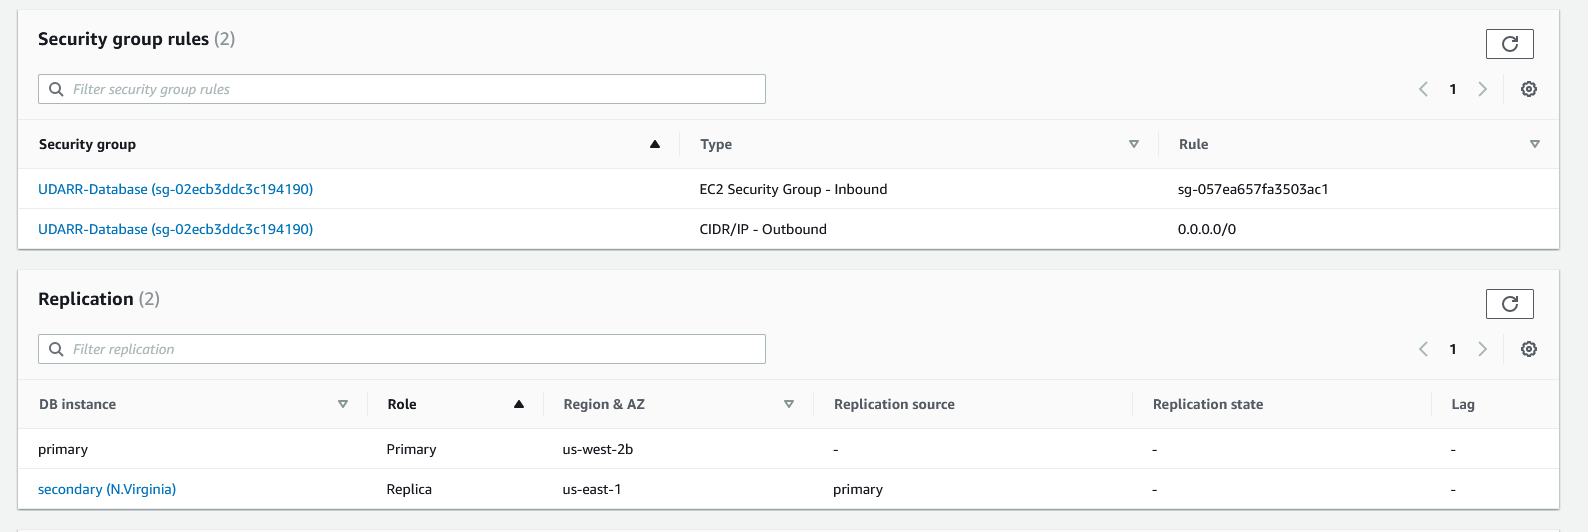 Security group rules (2)
Filter security group rules
1
Security group Type Rule
UDARR-Database (sg-02ecb3ddc3c194190) EC2 Security Group - Inbound sg-057ea657fa3503ac1
UDARR-Database (sg-02ecb3ddc3c194190) CIDR/IP - Outbound 0.0.0.0/0
Replication (2)
Filter replication
1
DB instance Role Region & AZ Replication source Replication state Lag
primary Primary us-west-2b - - -
secondary (N.Virginia) Replica us-east-1 primary - -